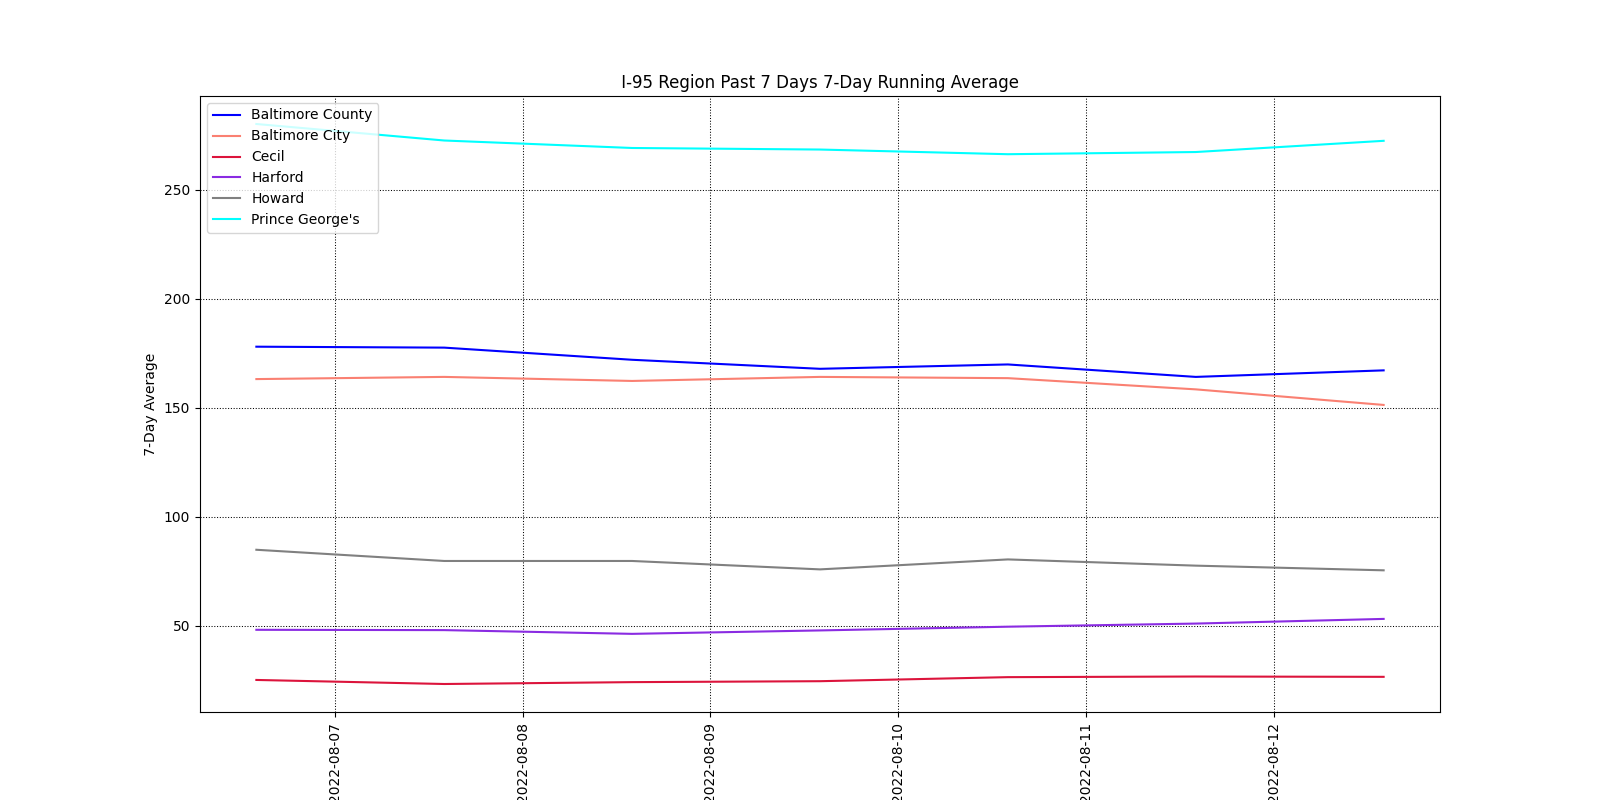 I-95 Region Past 7 Days 7-Day Running Average
Baltimore County
Baltimore City
Cecil
Harford
Howard
Prince George's
7-Day Average
250
200
150
100
50
2022-08-07
2022-08-08
2022-08-09
2022-08-10
2022-08-11
2022-08-12